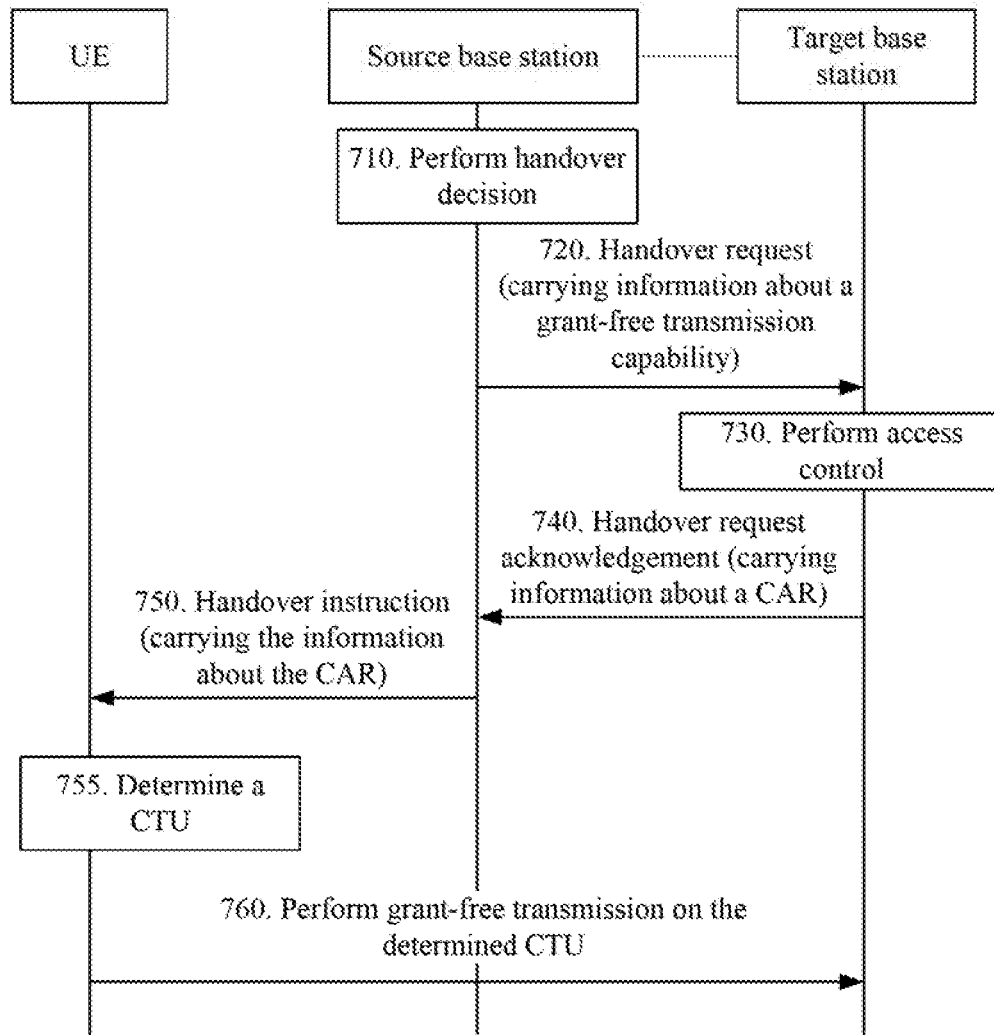 UE
Source base station
Target base
station
710. Perform handover
decision
720. Handover request
(carrying information about a
grant-free transmission
capability)
730. Perform access
control
740. Handover request
acknowledgement (carrying
information about a CAR)
750. Handover instruction
(carrying the information
about the CAR)
755. Determine a
CTU
760. Perform grant-free transmission on the
determined CTU